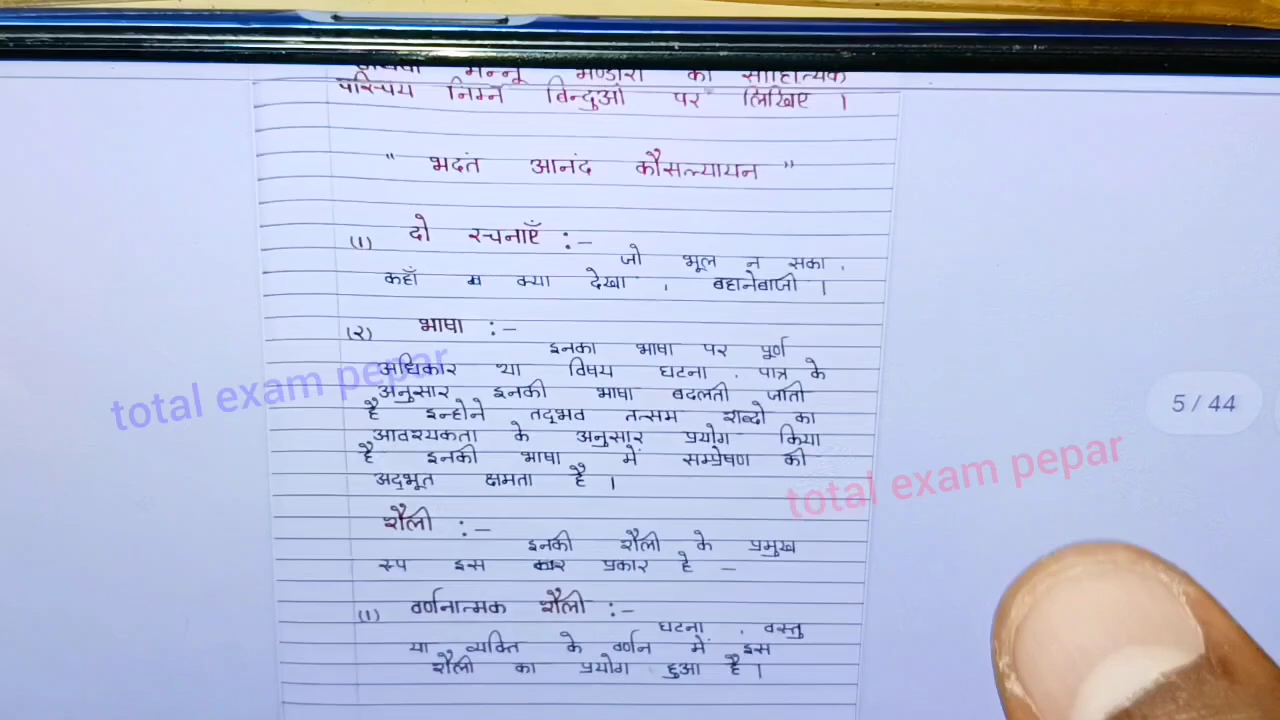 मन्नू भण्डारी का साहित्यिक
परिचय निम्न बिन्दुओं पर लिखिए ।
" भदंत आनंद कौसल्यायन "
(1) दो रचनाएँ :-
जो भूल न सका ,
कहाँ क्या देखा , बहानेबाजी ।
(२) भाषा :-
इनका भाषा पर पूर्ण
अधिकार था विषय घटना , पात्र के
अनुसार इनकी भाषा बदलती जाती
है इन्होने तद्भव तत्सम शब्दो का
आवश्यकता के अनुसार प्रयोग किया
है इनकी भाषा में सम्प्रेषण की
अद्भूत क्षमता है ।
शैली :-
इनकी शैली के प्रमुख
रूप इस प्रकार है -
(1) वर्णनात्मक शैली :-
घटना , वस्तु
या व्यक्ति के वर्णन में इस
शैली का प्रयोग हुआ है ।
total exam pepar
5 / 44
total exam pepar